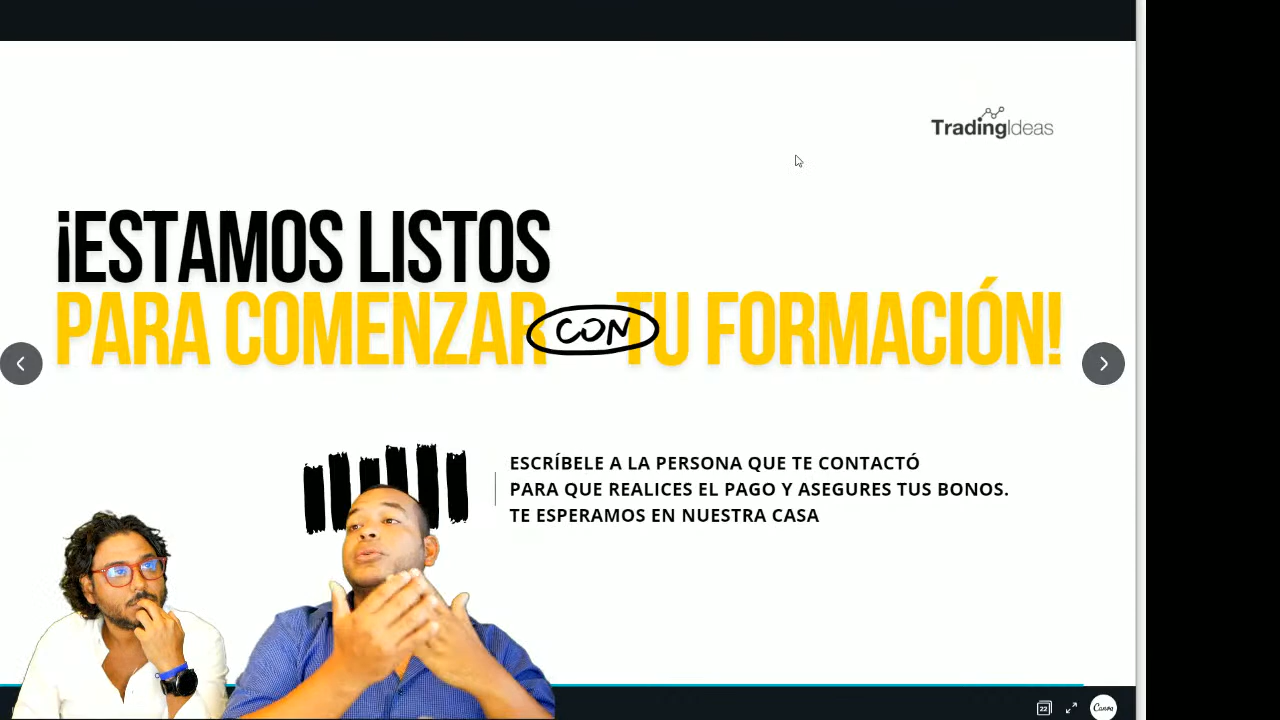 TradingIdeas
¡ESTAMOS LISTOS
PARA COMENZAR CON TU FORMACIÓN!
ESCRÍBELE A LA PERSONA QUE TE CONTACTÓ
PARA QUE REALICES EL PAGO Y ASEGURES TUS BONOS.
TE ESPERAMOS EN NUESTRA CASA
22
Canva